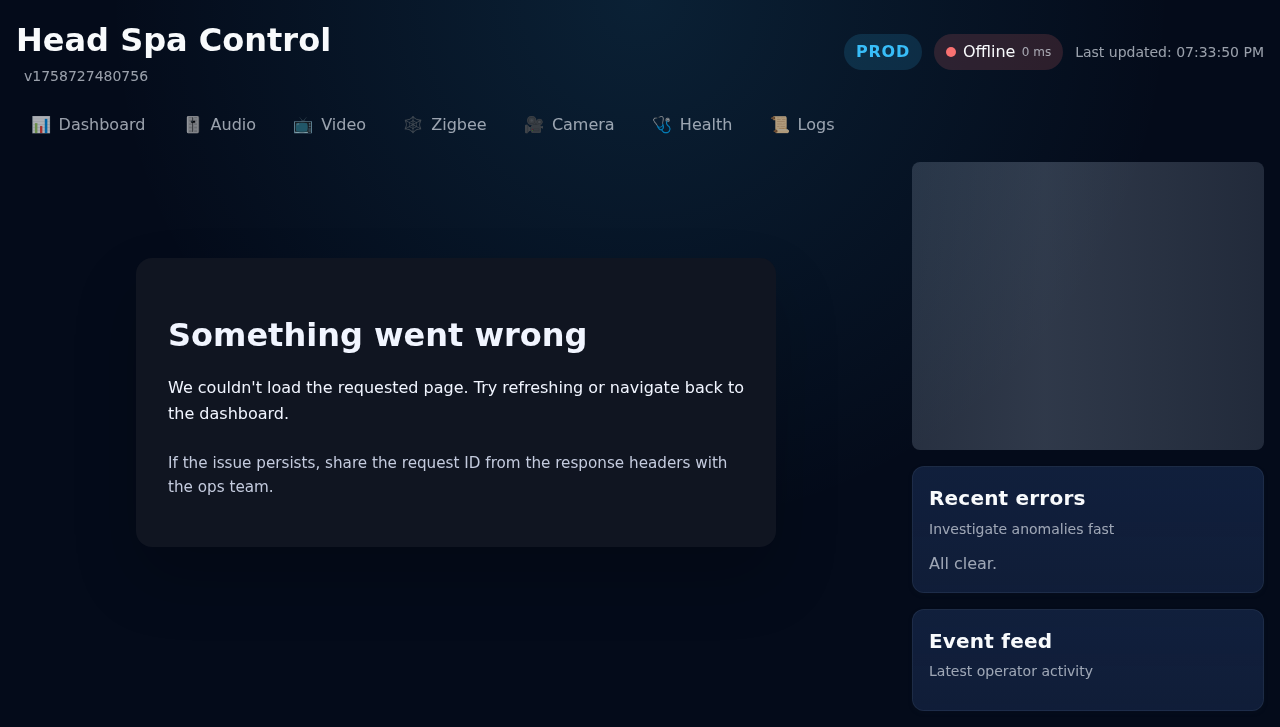 Head Spa Control
v1758727480756
PROD
Offline 0 ms
Last updated: 07:33:50 PM
Dashboard
Audio
Video
Zigbee
Camera
Health
Logs
Something went wrong
We couldn't load the requested page. Try refreshing or navigate back to
the dashboard.
If the issue persists, share the request ID from the response headers with
the ops team.
Recent errors
Investigate anomalies fast
All clear.
Event feed
Latest operator activity